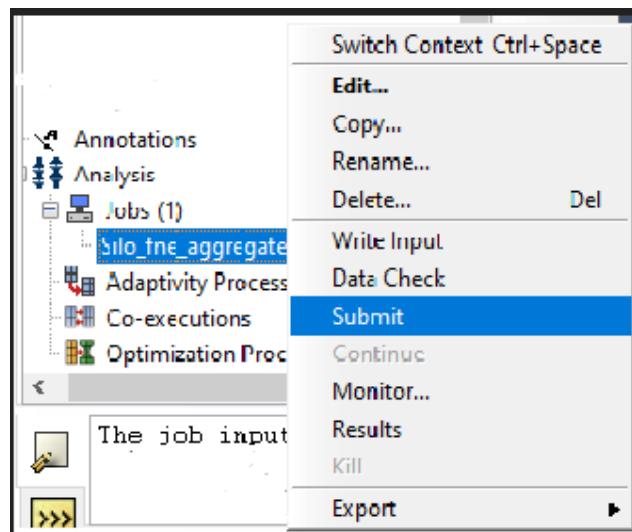 Switch Context Ctrl+Space
Edit...
Copy...
Rename...
Delete... Del
Write Input
Data Check
Submit
Continue
Monitor...
Results
Kill
Export
Annotations
Analysis
Jobs (1)
Silo_fne_aggregate
Adaptivity Process
Co-executions
Optimization Proc
The job input
>>>